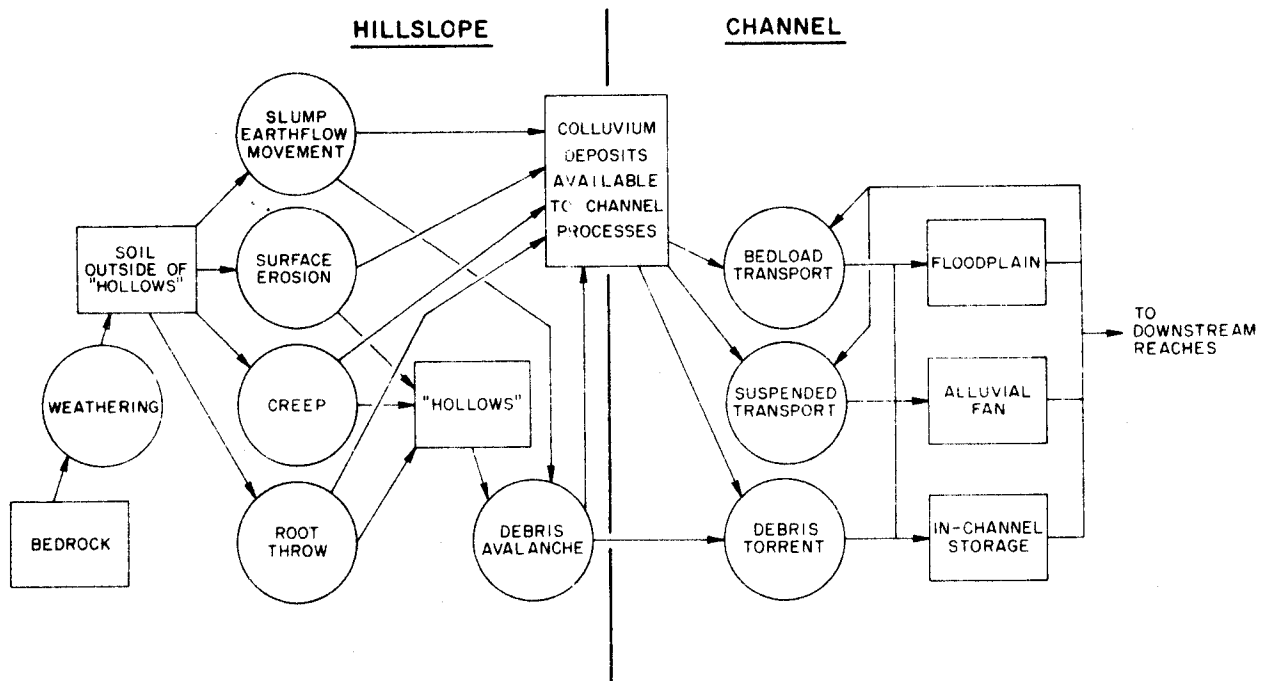 HILLSLOPE
CHANNEL
SLUMP
EARTHFLOW
MOVEMENT
COLLUVIUM
DEPOSITS
AVAILABLE
TO CHANNEL
PROCESSES
SOIL
OUTSIDE OF
"HOLLOWS"
SURFACE
EROSION
BEDLOAD
TRANSPORT
FLOODPLAIN
TO
DOWNSTREAM
REACHES
WEATHERING
CREEP
"HOLLOWS"
SUSPENDED
TRANSPORT
ALLUVIAL
FAN
BEDROCK
ROOT
THROW
DEBRIS
AVALANCHE
DEBRIS
TORRENT
IN-CHANNEL
STORAGE